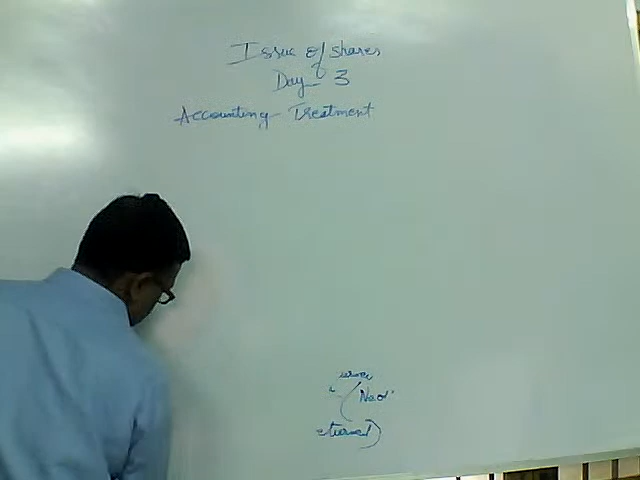 Issue of shares
Day 3
Accounting Treatment